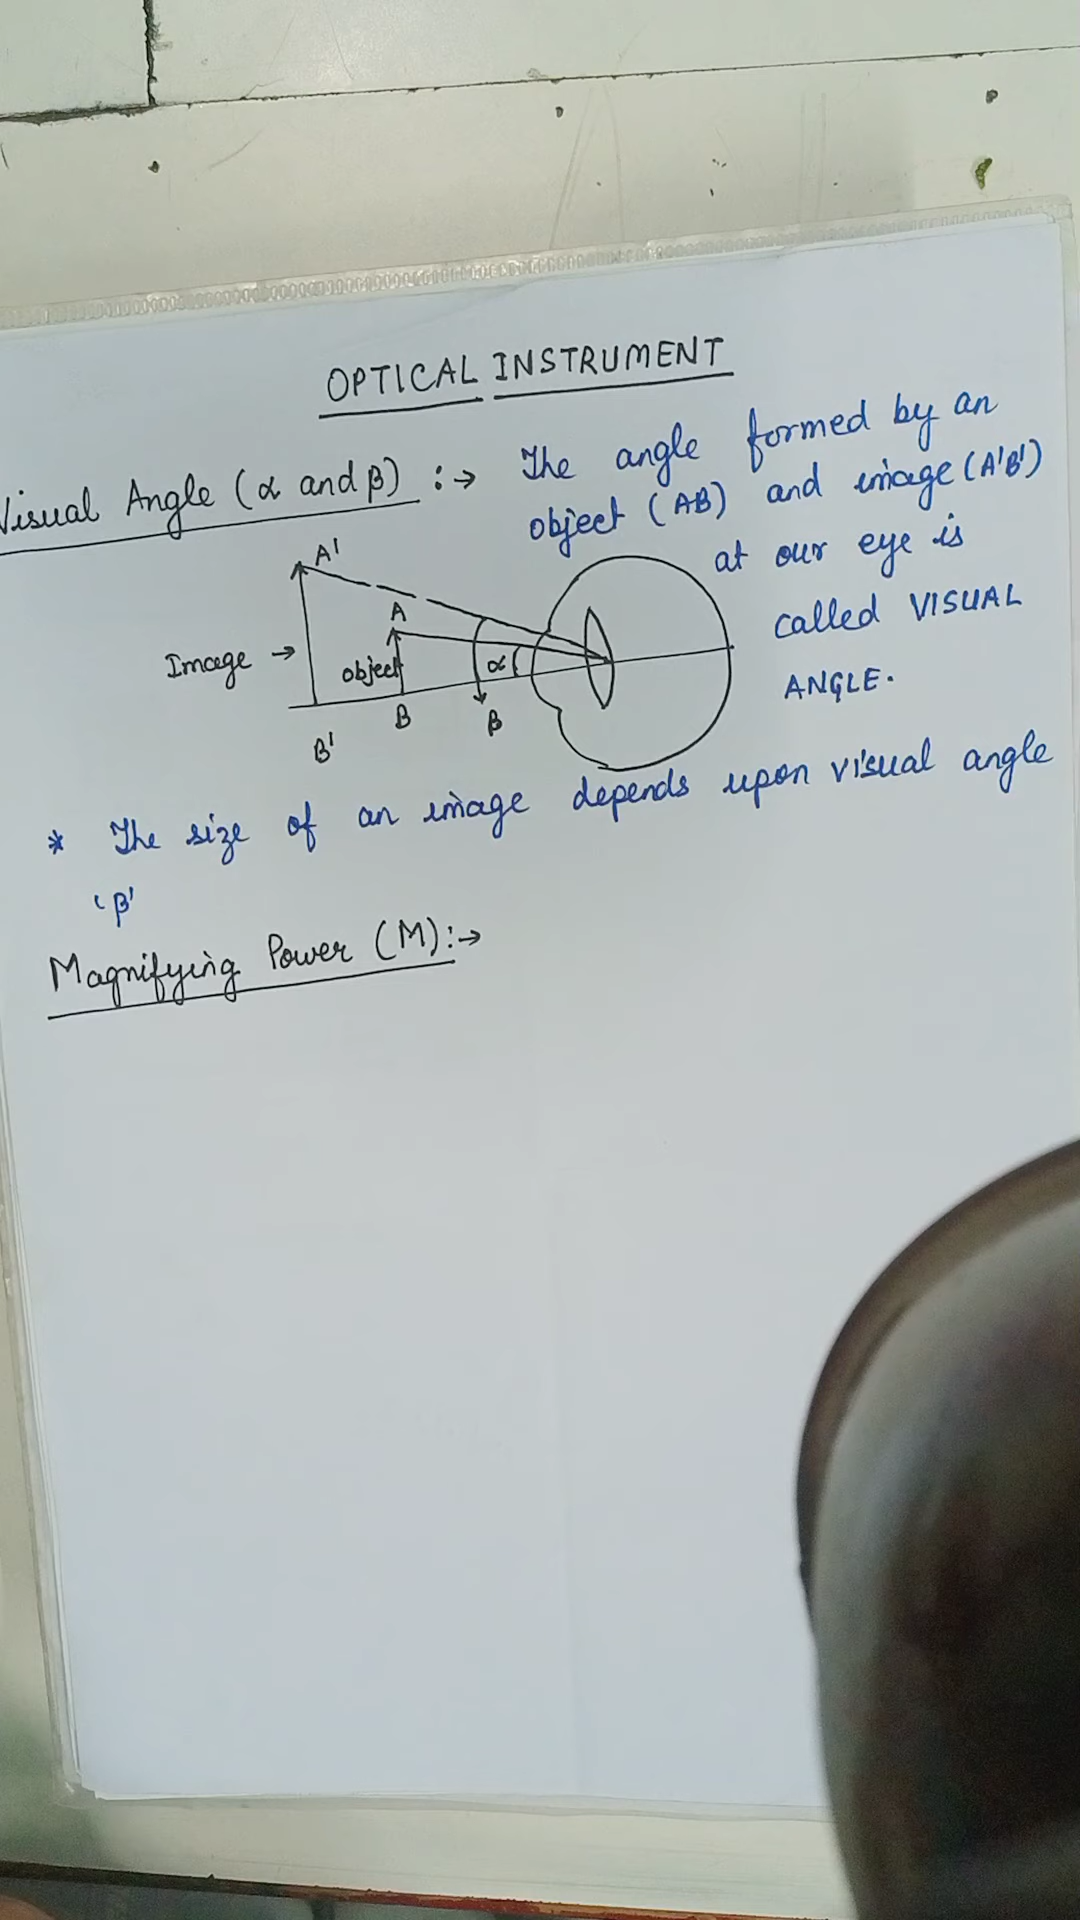 OPTICAL INSTRUMENT
Visual Angle (α and β) :→ The angle formed by an
object (AB) and image (A'B')
at our eye is
called VISUAL
ANGLE.
A'
A
Image →
object
α
B
β
B'
* The size of an image depends upon visual angle
'β'
Magnifying Power (M):→